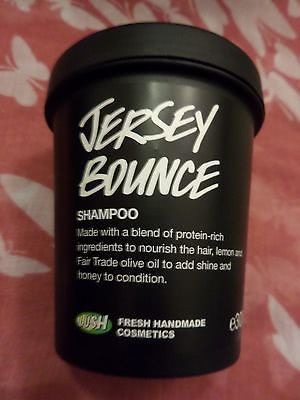 JERSEY
BOUNCE
SHAMPOO
Made with a blend of protein-rich
ingredients to nourish the hair, lemon and
Fair Trade olive oil to add shine and
honey to condition.
LUSH
FRESH HANDMADE
COSMETICS